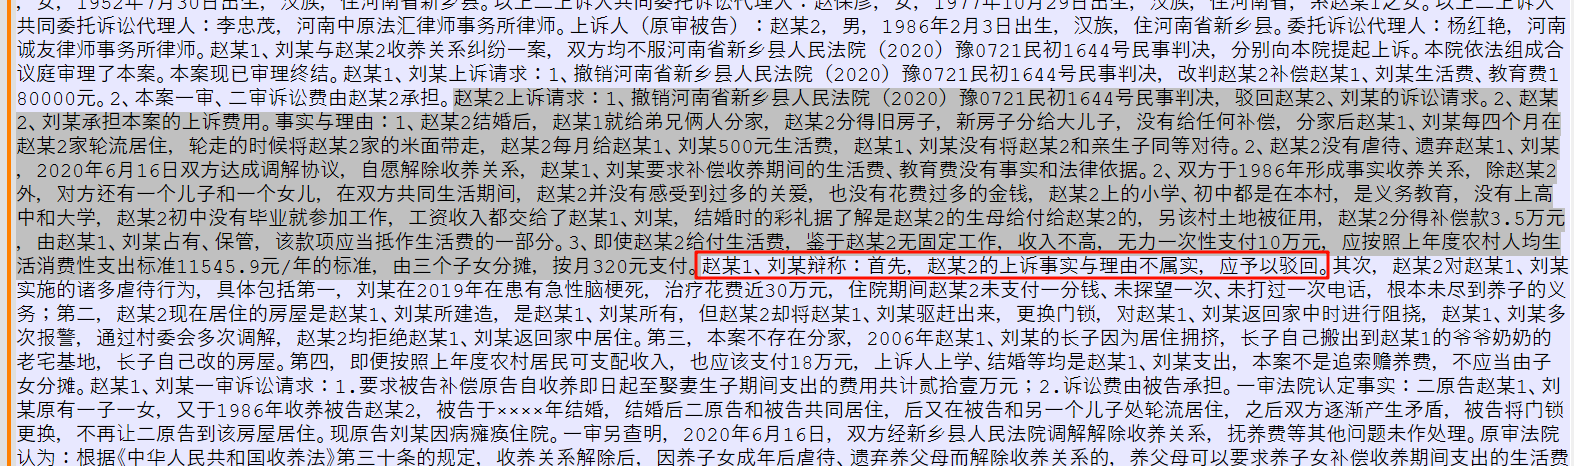 ，女，1952年7月30日出生，汉族，住河南省新乡县。以上二上诉人共同委托诉讼代理人：赵保彦，女，1977年10月29日出生，汉族，住河南省，系赵某1之女。以上二上诉人
共同委托诉讼代理人：李忠茂，河南中原法汇律师事务所律师。上诉人（原审被告）：赵某2，男，1986年2月3日出生，汉族，住河南省新乡县。委托诉讼代理人：杨红艳，河南
诚友律师事务所律师。赵某1、刘某与赵某2收养关系纠纷一案，双方均不服河南省新乡县人民法院（2020）豫0721民初1644号民事判决，分别向本院提起上诉。本院依法组成合
议庭审理了本案。本案现已审理终结。赵某1、刘某上诉请求：1、撤销河南省新乡县人民法院（2020）豫0721民初1644号民事判决，改判赵某2补偿赵某1、刘某生活费、教育费1
80000元。2、本案一审、二审诉讼费由赵某2承担。赵某2上诉请求：1、撤销河南省新乡县人民法院（2020）豫0721民初1644号民事判决，驳回赵某2、刘某的诉讼请求。2、赵某
2、刘某承担本案的上诉费用。事实与理由：1、赵某2结婚后，赵某1就给弟兄俩人分家，赵某2分得旧房子，新房子分给大儿子，没有给任何补偿，分家后赵某1、刘某每四个月在
赵某2家轮流居住，轮走的时候将赵某2家的米面带走，赵某2每月给赵某1、刘某500元生活费，赵某1、刘某没有将赵某2和亲生子同等对待。2、赵某2没有虐待、遗弃赵某1、刘某
，2020年6月16日双方达成调解协议，自愿解除收养关系，赵某1、刘某要求补偿收养期间的生活费、教育费没有事实和法律依据。2、双方于1986年形成事实收养关系，除赵某2
外，对方还有一个儿子和一个女儿，在双方共同生活期间，赵某2并没有感受到过多的关爱，也没有花费过多的金钱，赵某2上的小学、初中都是在本村，是义务教育，没有上高
中和大学，赵某2初中没有毕业就参加工作，工资收入都交给了赵某1、刘某，结婚时的彩礼据了解是赵某2的生母给付给赵某2的，另该村土地被征用，赵某2分得补偿款3.5万元
，由赵某1、刘某占有、保管，该款项应当抵作生活费的一部分。3、即使赵某2给付生活费，鉴于赵某2无固定工作，收入不高，无力一次性支付10万元，应按照上年度农村人均生
活消费性支出标准11545.9元/年的标准，由三个子女分摊，按月320元支付。赵某1、刘某辩称：首先，赵某2的上诉事实与理由不属实，应予以驳回。其次，赵某2对赵某1、刘某
实施的诸多虐待行为，具体包括第一，刘某在2019年在患有急性脑梗死，治疗花费近30万元，住院期间赵某2未支付一分钱、未探望一次、未打过一次电话，根本未尽到养子的义
务；第二，赵某2现在居住的房屋是赵某1、刘某所建造，是赵某1、刘某所有，但赵某2却将赵某1、刘某驱赶出来，更换门锁，对赵某1、刘某返回家中时进行阻挠，赵某1、刘某多
次报警，通过村委会多次调解，赵某2均拒绝赵某1、刘某返回家中居住。第三，本案不存在分家，2006年赵某1、刘某的长子因为居住拥挤，长子自己搬出到赵某1的爷爷奶奶的
老宅基地，长子自己改的房屋。第四，即便按照上年度农村居民可支配收入，也应该支付18万元，上诉人上学、结婚等均是赵某1、刘某支出，本案不是追索赡养费，不应当由子
女分摊。赵某1、刘某一审诉讼请求：1.要求被告补偿原告自收养即日起至娶妻生子期间支出的费用共计贰拾壹万元；2.诉讼费由被告承担。一审法院认定事实：二原告赵某1、刘
某原有一子一女，又于1986年收养被告赵某2，被告于××××年结婚，结婚后二原告和被告共同居住，后又在被告和另一个儿子处轮流居住，之后双方逐渐产生矛盾，被告将门锁
更换，不再让二原告到该房屋居住。现原告刘某因病瘫痪住院。一审另查明，2020年6月16日，双方经新乡县人民法院调解解除收养关系，抚养费等其他问题未作处理。原审法院
认为：根据《中华人民共和国收养法》第三十条的规定，收养关系解除后，因养子女成年后虐待、遗弃养父母而解除收养关系的，养父母可以要求养子女补偿收养期间支出的生活费